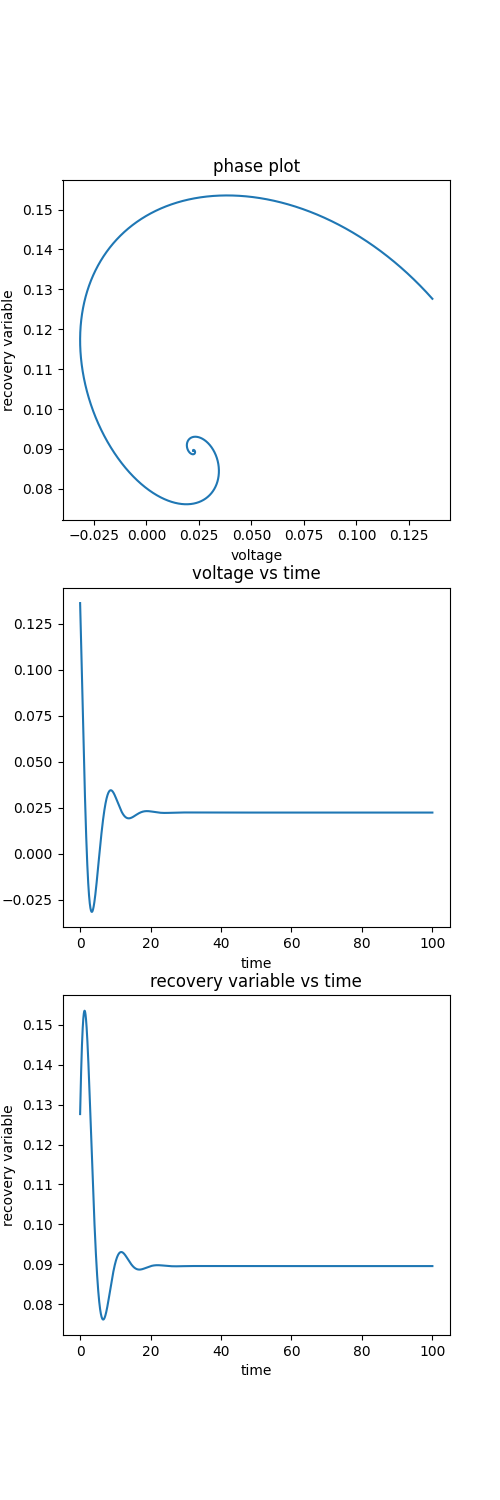 phase plot
0.15
0.14
0.13
0.12
0.11
0.10
0.09
0.08
recovery variable
−0.025 0.000 0.025 0.050 0.075 0.100 0.125
voltage
voltage vs time
0.125
0.100
0.075
0.050
0.025
0.000
−0.025
0 20 40 60 80 100
time
recovery variable vs time
0.15
0.14
0.13
0.12
0.11
0.10
0.09
0.08
recovery variable
0 20 40 60 80 100
time